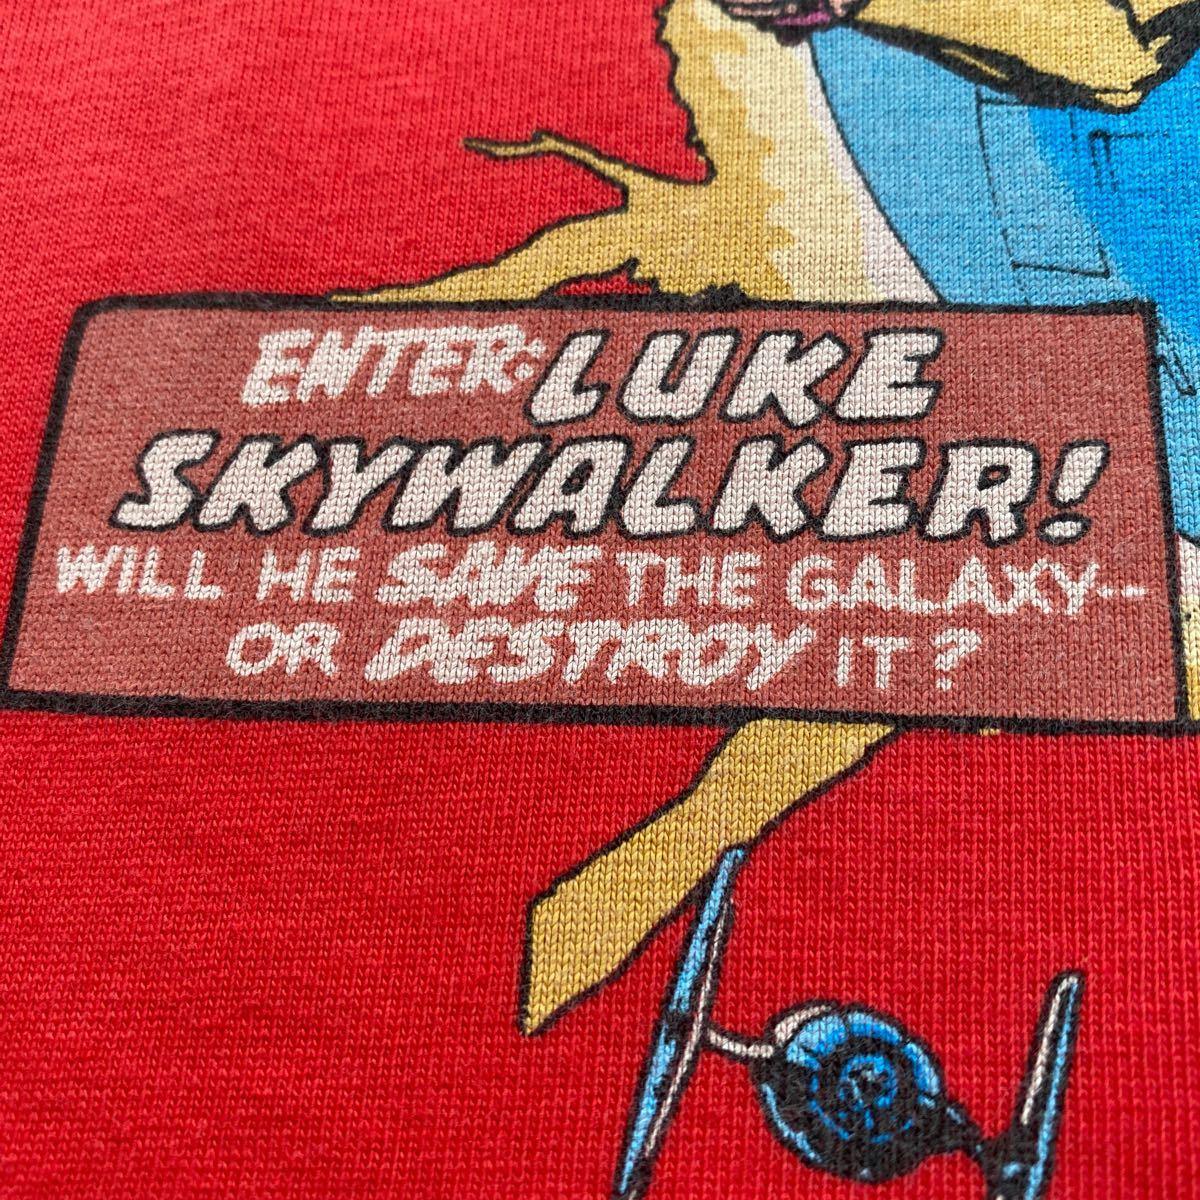 ENTER: LUKE
SKYWALKER!
WILL HE SAVE THE GALAXY--
OR DESTROY IT?